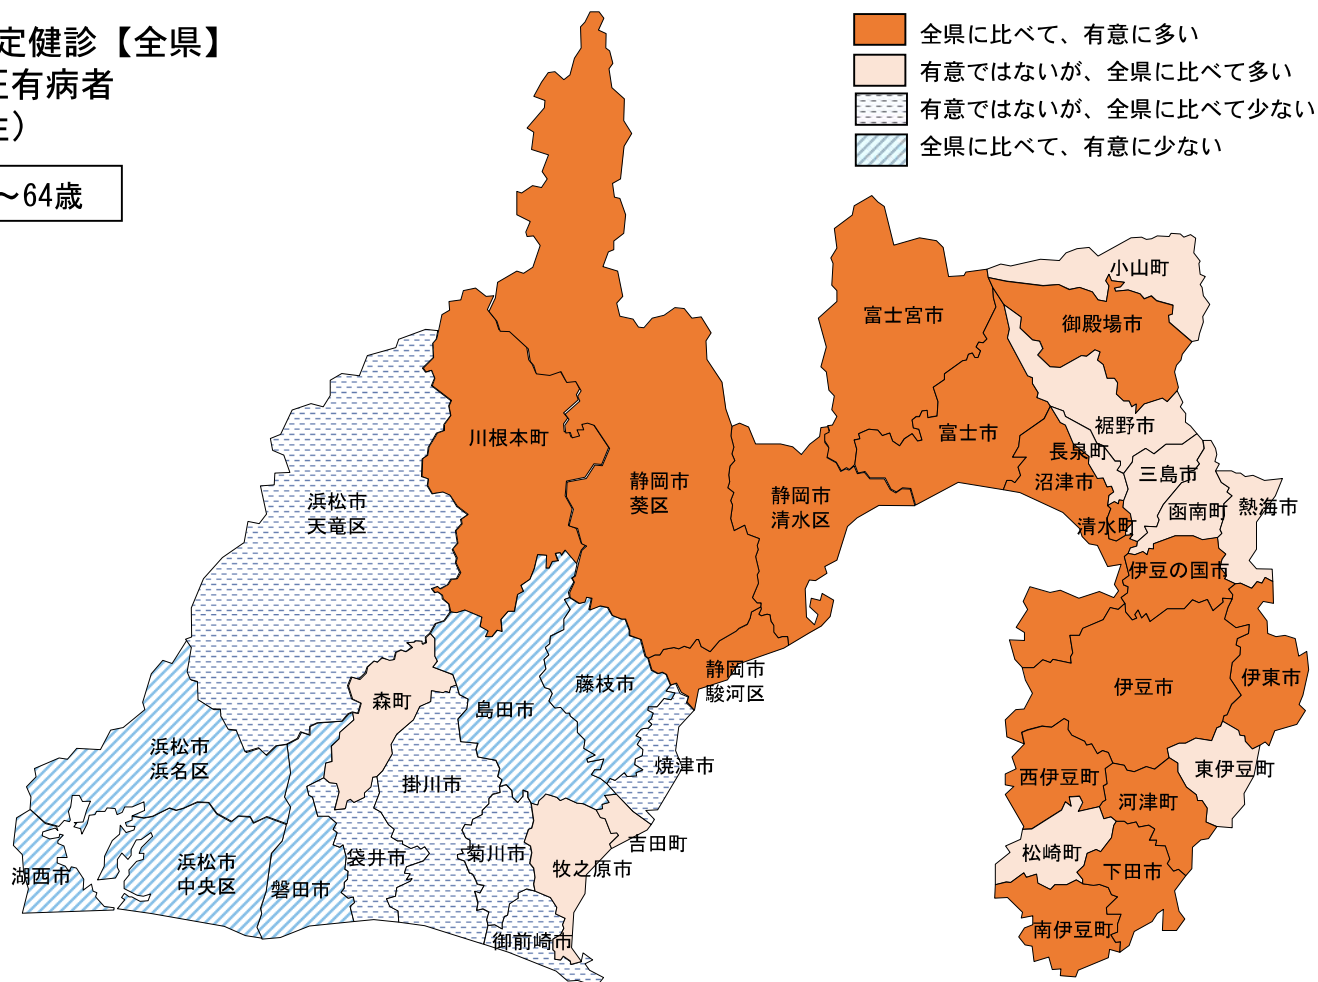 定健診【全県】
正有病者
性）
～64歳
全県に比べて、有意に多い
有意ではないが、全県に比べて多い
有意ではないが、全県に比べて少ない
全県に比べて、有意に少ない
小山町
御殿場市
富士宮市
富士市
裾野市
長泉町
三島市
沼津市
函南町
熱海市
清水町
伊豆の国市
川根本町
静岡市
葵区
静岡市
清水区
浜松市
天竜区
静岡市
駿河区
伊豆市
伊東市
藤枝市
島田市
森町
浜松市
浜名区
焼津市
掛川市
西伊豆町
東伊豆町
河津町
吉田町
松崎町
菊川市
袋井市
牧之原市
下田市
湖西市
浜松市
中央区
磐田市
南伊豆町
御前崎市